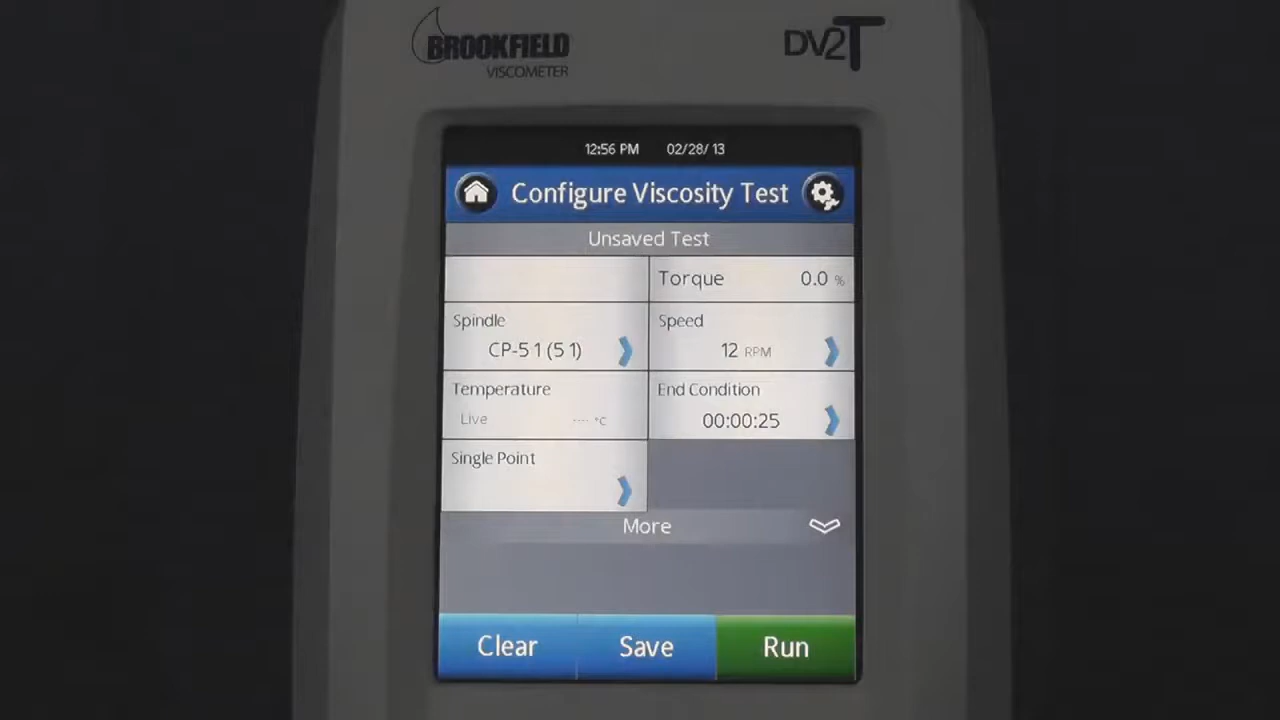 BROOKFIELD
VISCOMETER
DV2T
12:56 PM 02/28/13
Configure Viscosity Test
Unsaved Test
Torque 0.0 %
Spindle
CP-51(51)
Speed
12 RPM
Temperature
Live ---- °C
End Condition
00:00:25
Single Point
More
Clear Save Run